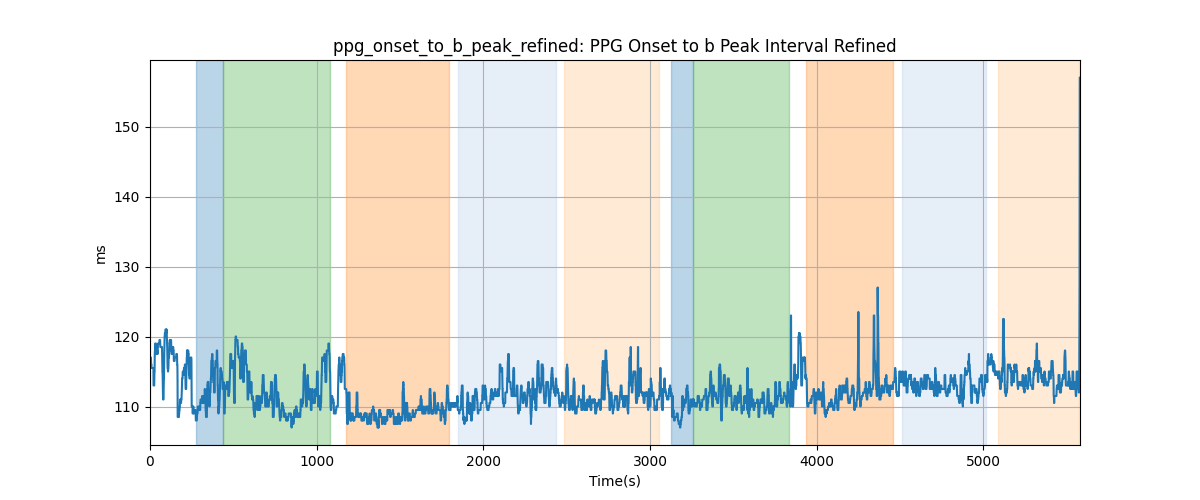 ppg_onset_to_b_peak_refined: PPG Onset to b Peak Interval Refined
150
140
130
120
110
ms
0 1000 2000 3000 4000 5000
Time(s)